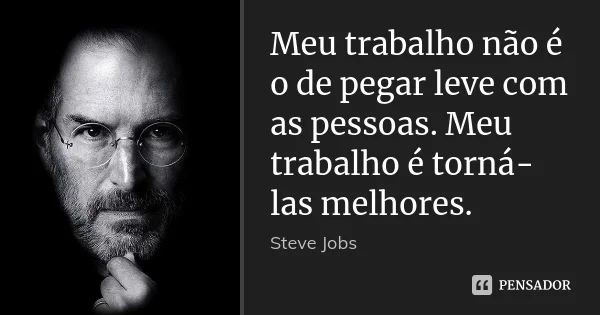 Meu trabalho não é
o de pegar leve com
as pessoas. Meu
trabalho é torná-
las melhores.
Steve Jobs
PENSADOR